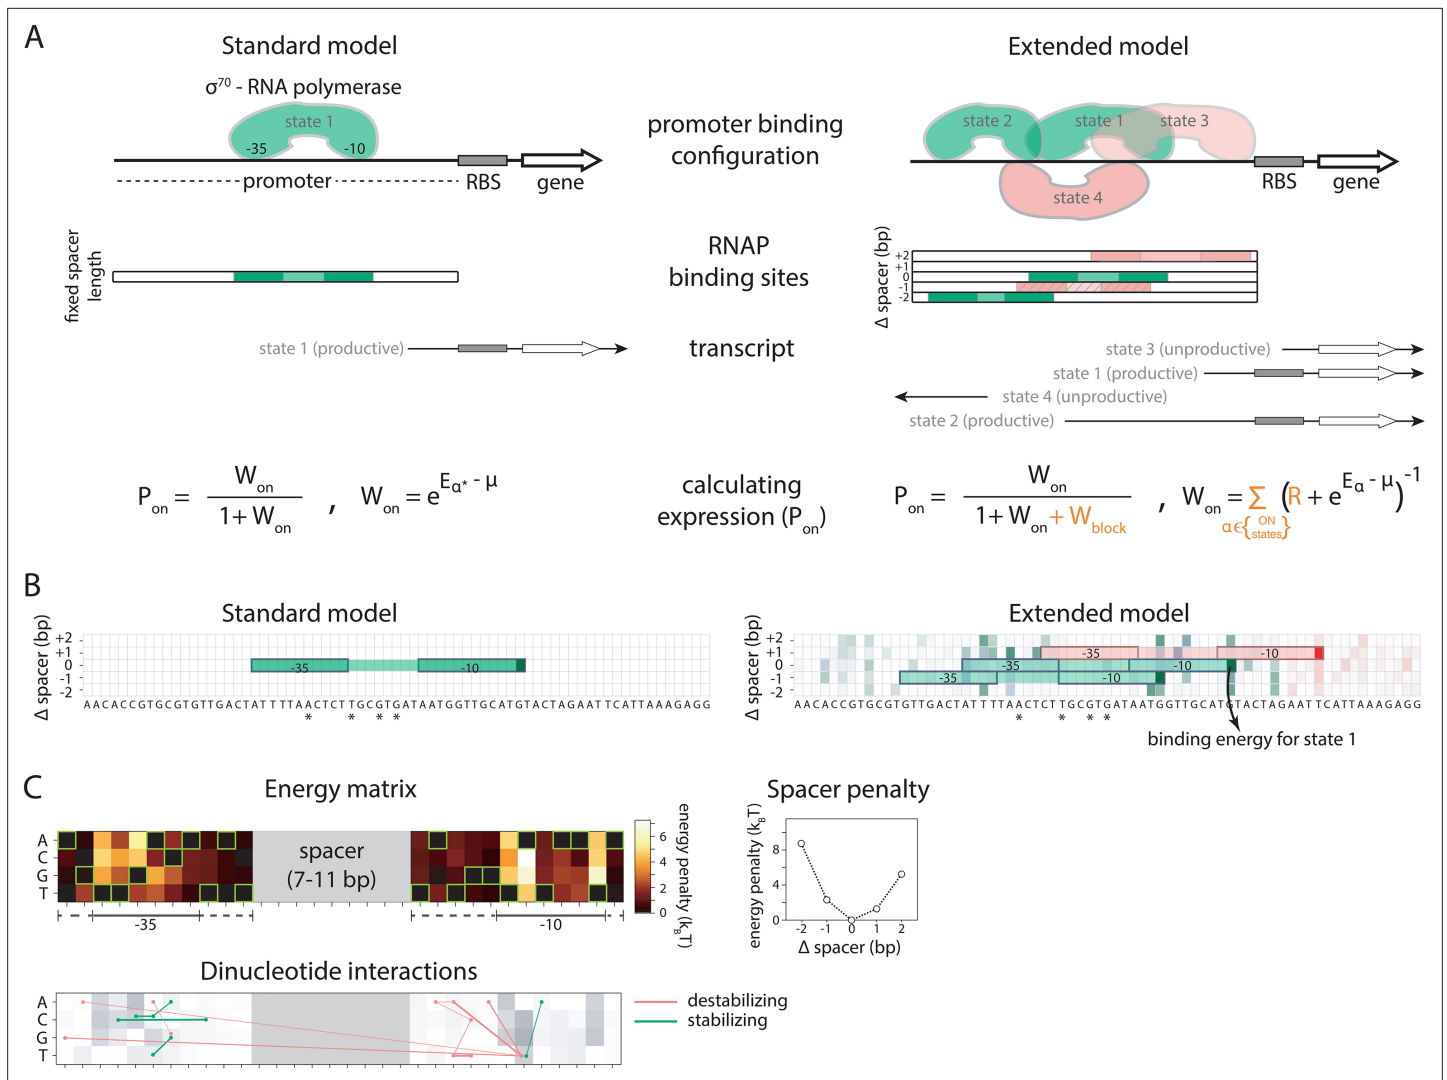 A
Standard model
Extended model
σ70 - RNA polymerase
state 1
-35
-10
promoter
RBS
gene
promoter binding
configuration
state 2
state 1
state 3
state 4
RBS
gene
fixed spacer
length
RNAP
binding sites
Δ spacer (bp)
+2
+1
0
-1
-2
state 1 (productive)
transcript
state 3 (unproductive)
state 1 (productive)
state 4 (unproductive)
state 2 (productive)
Pon = Won / 1 + Won , Won = e^Eα* - μ
calculating
expression (Pon)
Pon = Won / 1 + Won + Wblock , Won = Σ αϵ{ON states} (R + e^Eα - μ)^-1
B
Standard model
Extended model
Δ spacer (bp)
+2
+1
0
-1
-2
-35
-10
AACACCGTGCGTGTTGACTATTTTAACTCTTGCGTGATAATGGTTGCATGTACTAGAATTCATTAAAGAGG
* * * *
Δ spacer (bp)
+2
+1
0
-1
-2
-35
-10
-35
-10
-35
-10
AACACCGTGCGTGTTGACTATTTTAACTCTTGCGTGATAATGGTTGCATGTACTAGAATTCATTAAAGAGG
* * * *
binding energy for state 1
C
Energy matrix
A
C
G
T
spacer
(7-11 bp)
-35
-10
energy penalty (kBT)
6
4
2
0
Spacer penalty
energy penalty (kBT)
8
4
0
-2 -1 0 1 2
Δ spacer (bp)
Dinucleotide interactions
A
C
G
T
destabilizing
stabilizing